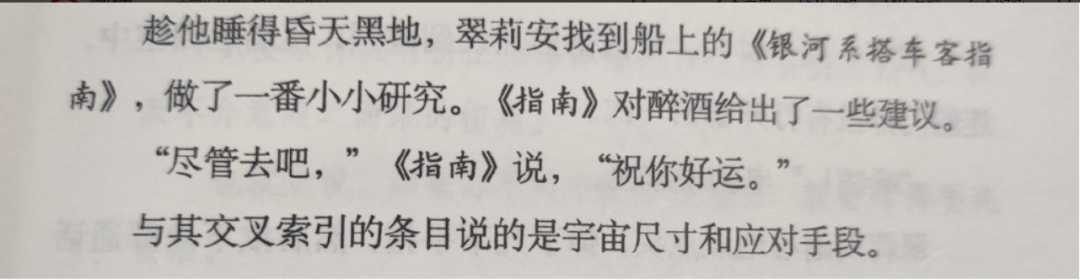 趁他睡得昏天黑地，翠莉安找到船上的《银河系搭车客指
南》，做了一番小小研究。《指南》对醉酒给出了一些建议。
“尽管去吧，”《指南》说，“祝你好运。”
与其交叉索引的条目说的是宇宙尺寸和应对手段。